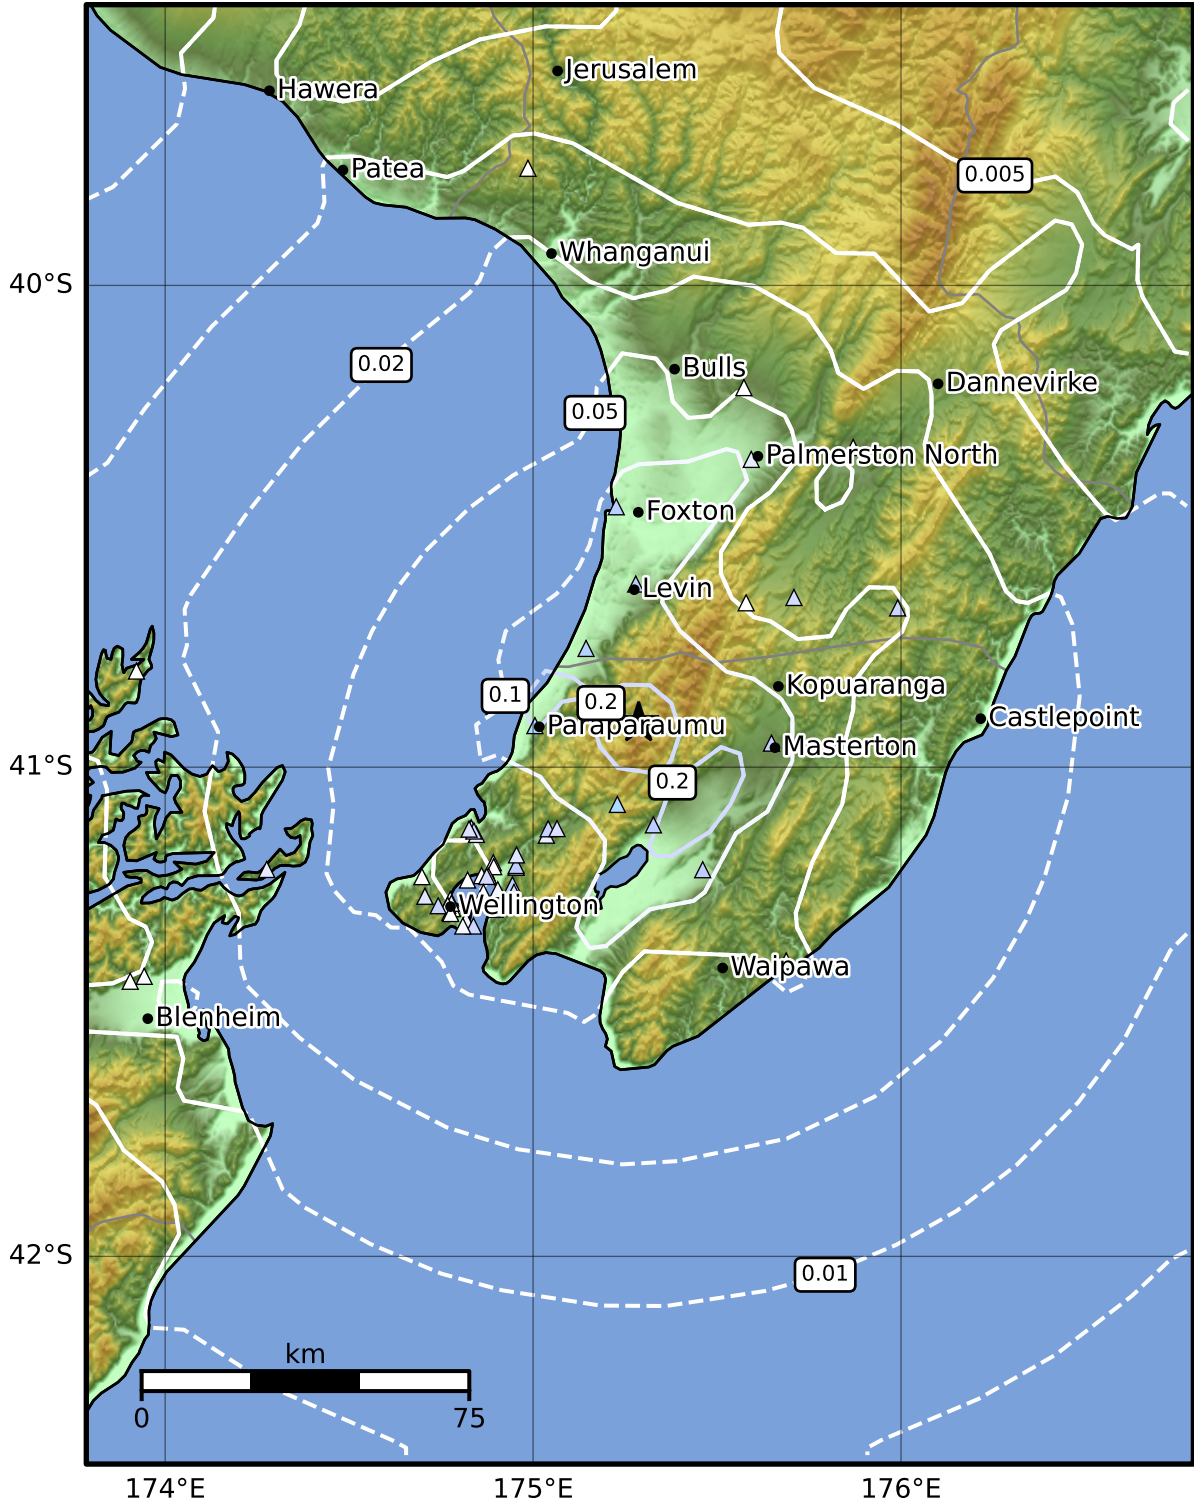 Jerusalem
Hawera
Patea
0.005
Whanganui
40°S
0.02
Bulls
Dannevirke
0.05
Palmerston North
Foxton
Levin
Kopuaranga
0.1
0.2
Castlepoint
Paraparaumu
Masterton
41°S
0.2
Wellington
Waipawa
Blenheim
42°S
0.01
km
0
75
174°E
175°E
176°E